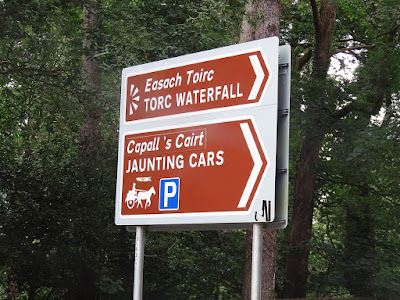 Easach Toirc
TORC WATERFALL
Capall's Cairt
JAUNTING CARS
P